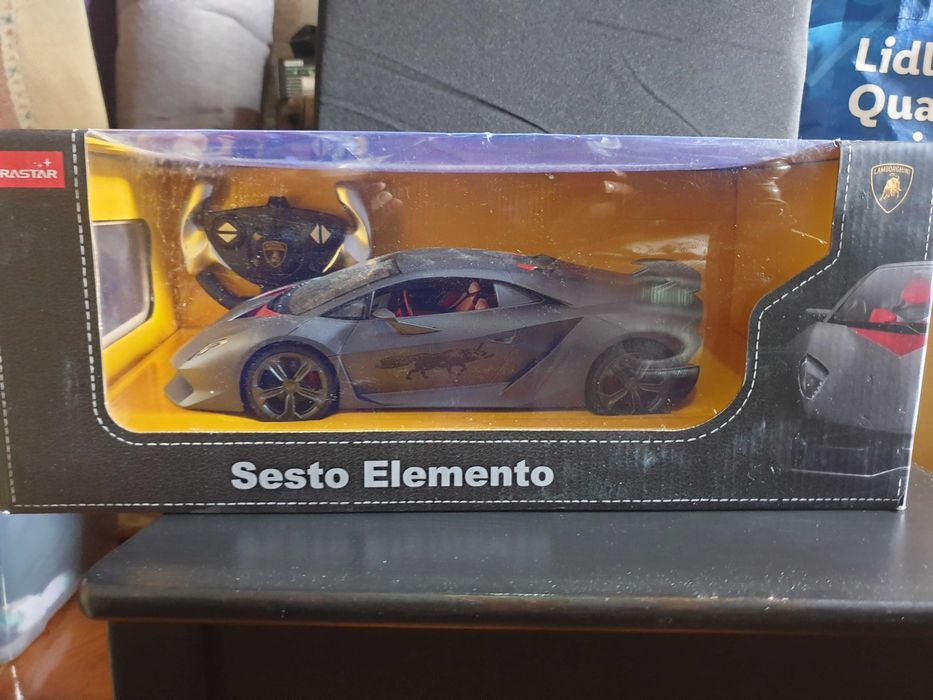 Lidl
Qua
RASTAR
LAMBORGHINI
Sesto Elemento